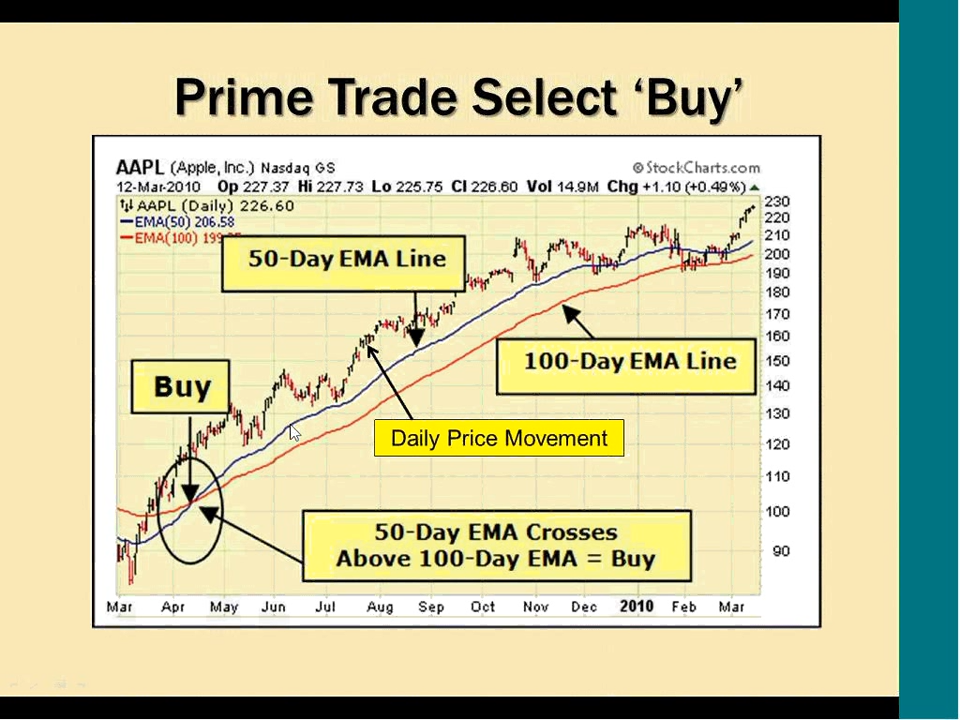 Prime Trade Select ‘Buy’
AAPL (Apple, Inc.) Nasdaq GS
© StockCharts.com
12-Mar-2010 Op 227.37 Hi 227.73 Lo 225.75 Cl 226.60 Vol 14.9M Chg +1.10 (+0.49%)
AAPL (Daily) 226.60
EMA(50) 206.58
EMA(100)
50-Day EMA Line
100-Day EMA Line
Buy
Daily Price Movement
50-Day EMA Crosses
Above 100-Day EMA = Buy
230
220
210
200
190
180
170
160
150
140
130
120
110
100
90
Mar Apr May Jun Jul Aug Sep Oct Nov Dec 2010 Feb Mar